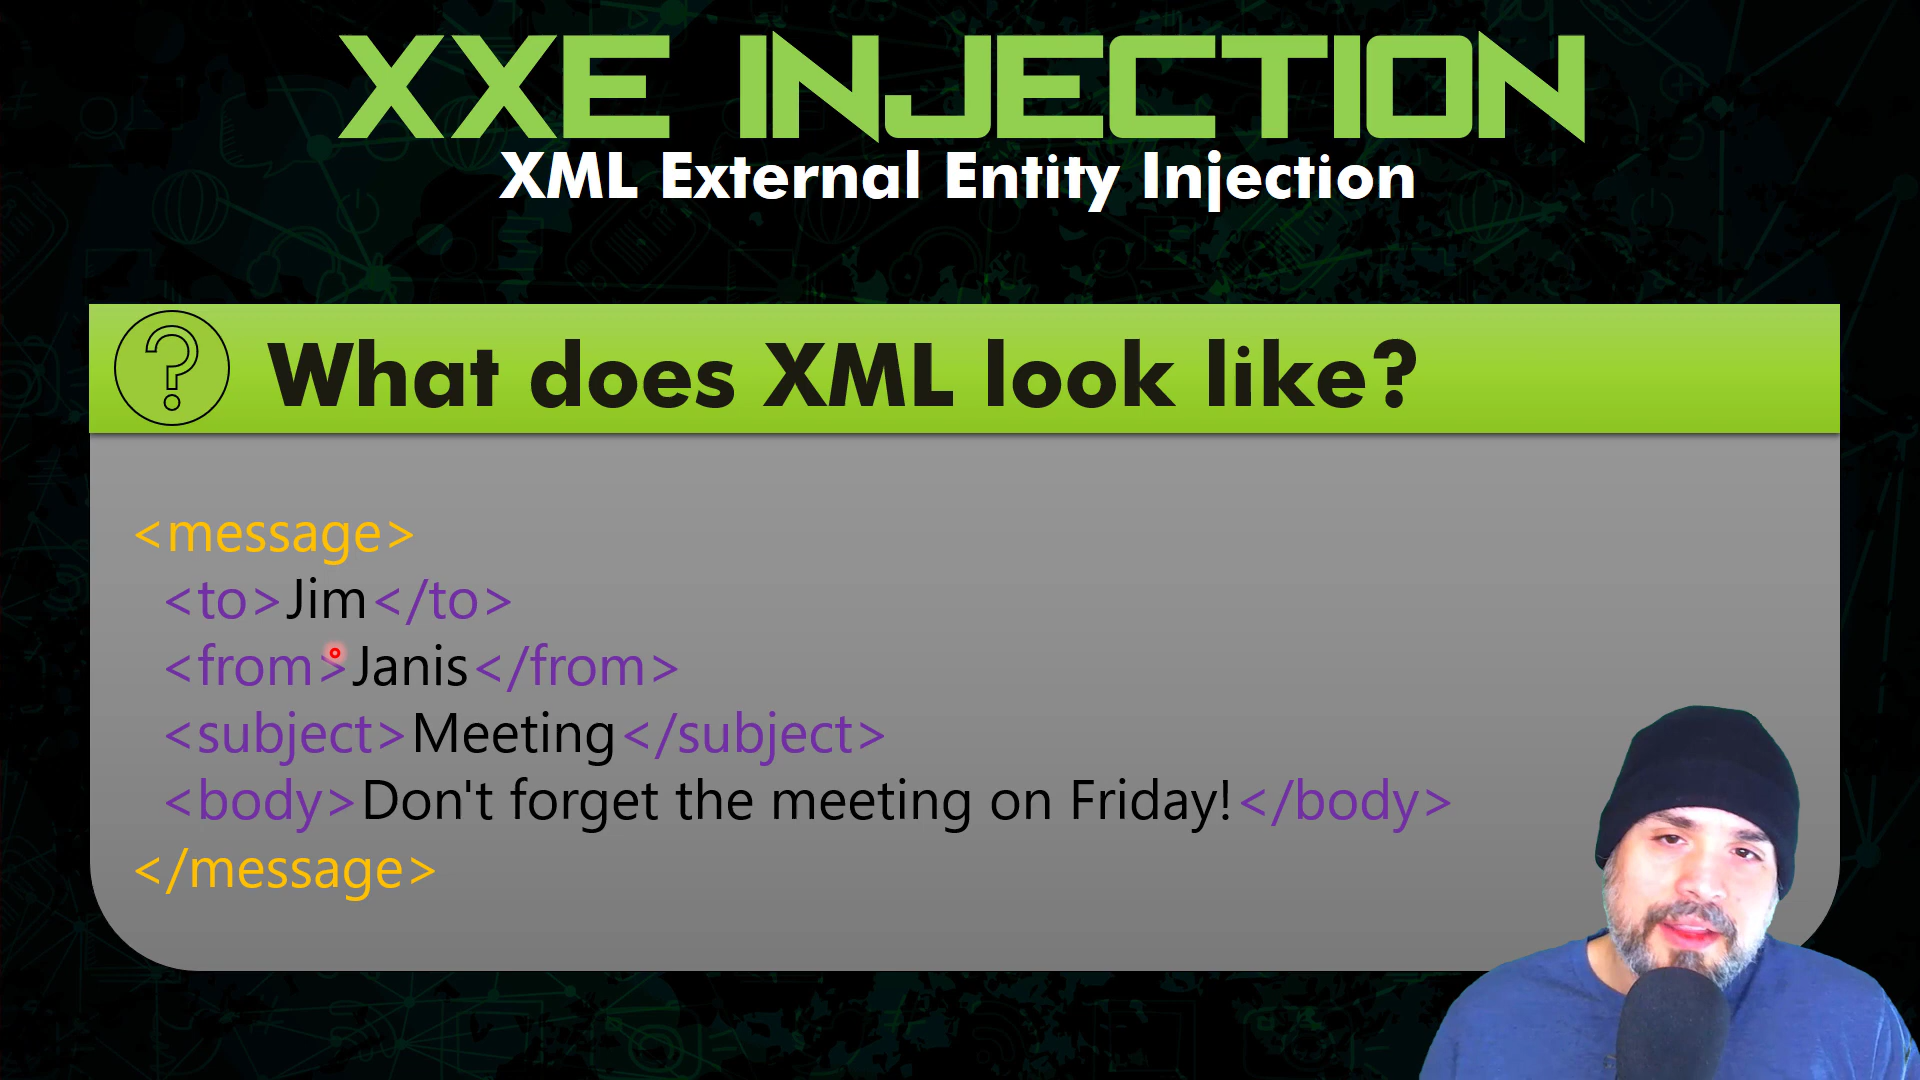 XXE INJECTION
XML External Entity Injection
What does XML look like?
<message>
<to>Jim</to>
<from>Janis</from>
<subject>Meeting</subject>
<body>Don't forget the meeting on Friday!</body>
</message>